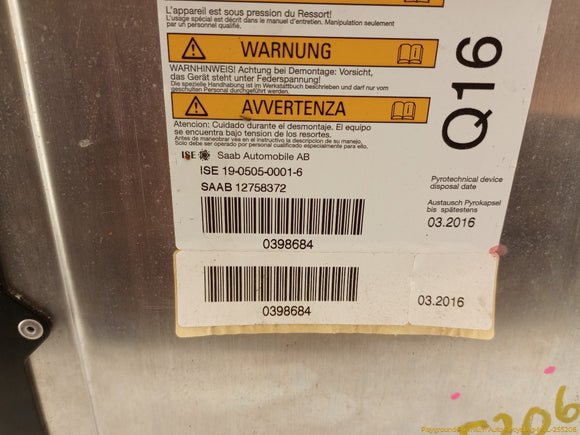 L'appareil est sous pression du Ressort!
L'usage spécial est décrit dans le manuel d'entretien. Manipulation seulement
par un personnel qualifié.
WARNUNG
WARNHINWEIS! Achtung bei Demontage: Vorsicht,
das Gerät steht unter Federspannung!
Die spezielle Handhabung ist im Werkstattbuch beschrieben und darf nur vom
geschulten Personal durchgeführt werden.
AVVERTENZA
Atencion: Cuidado durante el desmontaje. El equipo
se encuentra bajo tension de los resortes.
Antes de manejarlo vea en el instructivo la descripcion de su manejo.
Solo debe ser operado por personal calificado especialmente para ello.
ISE Saab Automobile AB
ISE 19-0505-0001-6
SAAB 12758372
0398684
Q16
Pyrotechnical device
disposal date
Austausch Pyrokapsel
bis spätestens
03.2016
0398684
03.2016